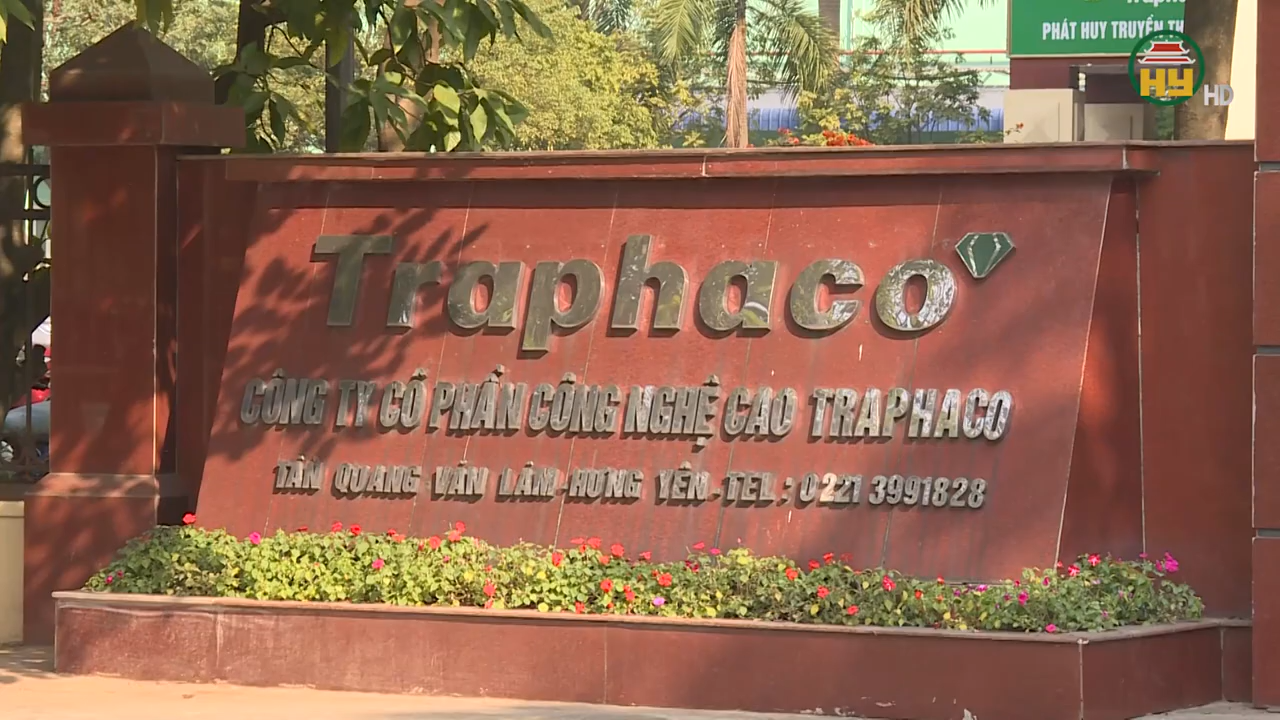 PHÁT HUY TRUYỀN
HY HD
Traphaco
CÔNG TY CỔ PHẦN CÔNG NGHỆ CAO TRAPHACO
TÂN QUANG VĂN LÂM-HƯNG YÊN-TEL: 0221 3991828